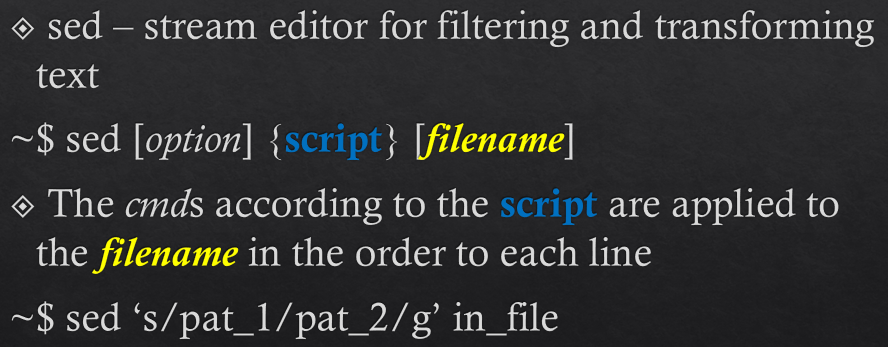 ◈ sed – stream editor for filtering and transforming
text
~$ sed [option] {script} [filename]
◈ The cmds according to the script are applied to
the filename in the order to each line
~$ sed ‘s/pat_1/pat_2/g’ in_file